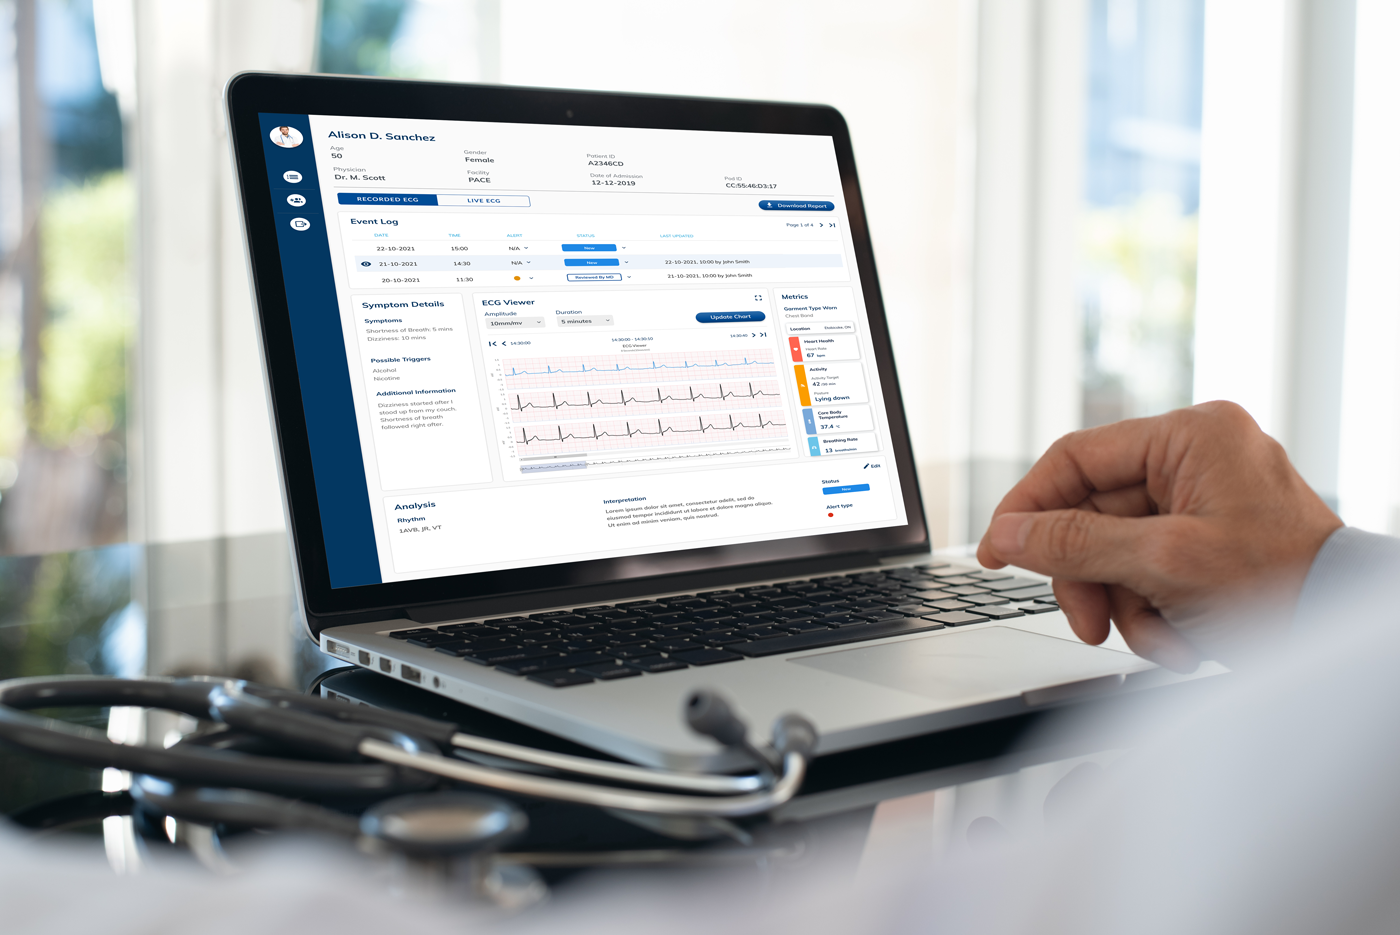 Alison D. Sanchez
Age
50
Gender
Female
Patient ID
A2346CD
Physician
Dr. M. Scott
Facility
PACE
Date of Admission
12-12-2019
Pod ID
CC:55:46:D3:17
RECORDED ECG LIVE ECG
Download Report
Event Log
Page 1 of 4
DATE TIME ALERT STATUS LAST UPDATED
22-10-2021 15:00 N/A New
21-10-2021 14:30 N/A New 22-10-2021, 10:00 by John Smith
20-10-2021 11:30 Reviewed By MD 21-10-2021, 10:00 by John Smith
Symptom Details
Symptoms
Shortness of Breath: 5 mins
Dizziness: 10 mins
Possible Triggers
Alcohol
Nicotine
Additional Information
Dizziness started after I
stood up from my couch.
Shortness of breath
followed right after.
ECG Viewer
Amplitude
10mm/mv
Duration
5 minutes
Update Chart
14:30:00
14:30:00 - 14:30:10
14:30:40
ECG Viewer
Metrics
Garment Type Worn
Chest Band
Location Etobicoke, ON
Heart Health
Heart Rate
67 bpm
Activity
Activity Target
42 /60 min
Posture
Lying down
Core Body
Temperature
37.4 °C
Breathing Rate
13 breaths/min
Analysis
Rhythm
1AVB, JR, VT
Interpretation
Lorem ipsum dolor sit amet, consectetur adelit, sed do
eiusmod tempor incididunt ut labore et dolore magna aliqua.
Ut enim ad minim veniam, quis nostrud.
Edit
Status
New
Alert type